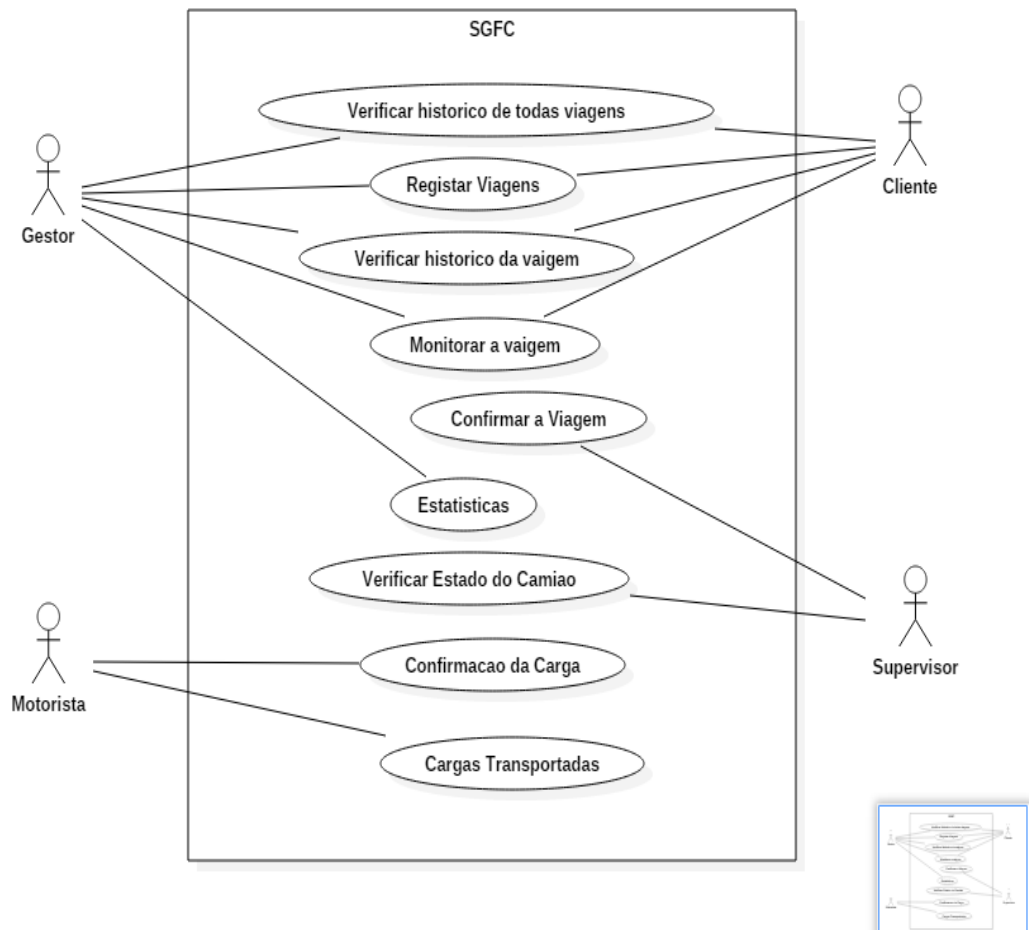 SGFC
Verificar historico de todas viagens
Registar Viagens
Cliente
Gestor
Verificar historico da vaigem
Monitorar a vaigem
Confirmar a Viagem
Estatisticas
Verificar Estado do Camiao
Confirmacao da Carga
Supervisor
Motorista
Cargas Transportadas